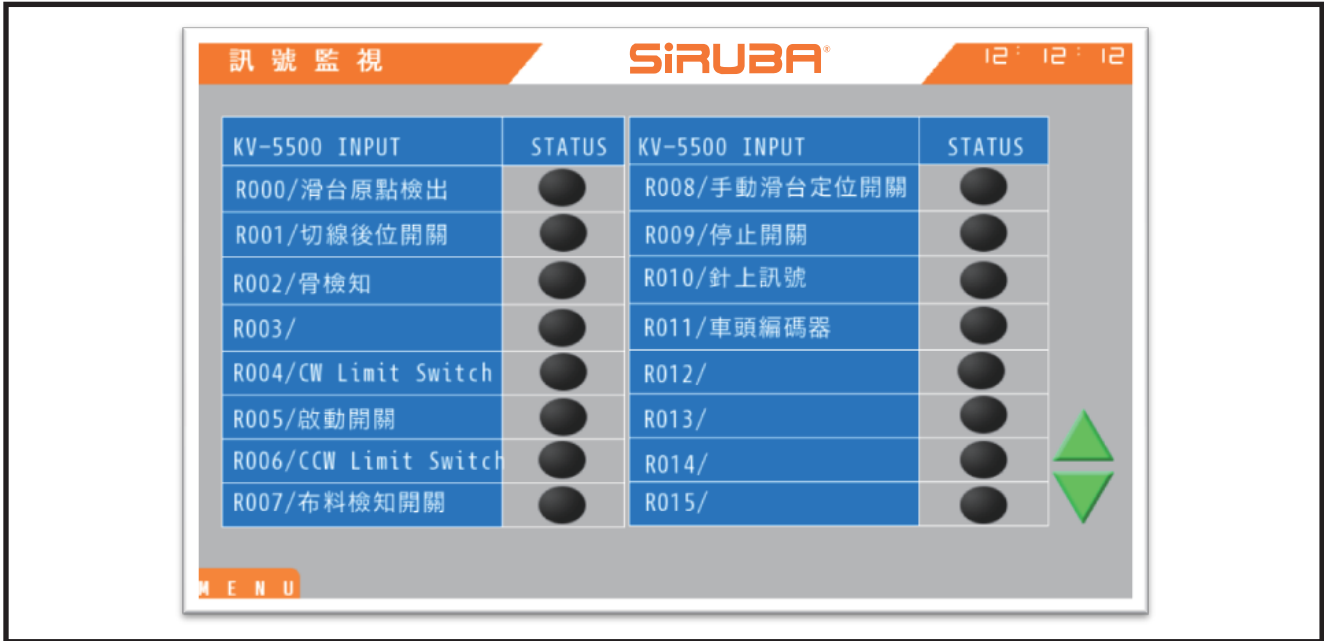 訊號監視
SiRUBA®
12:12:12
KV-5500 INPUT STATUS KV-5500 INPUT STATUS
R000/滑台原點檢出 R008/手動滑台定位開關
R001/切線後位開關 R009/停止開關
R002/骨檢知 R010/針上訊號
R003/ R011/車頭編碼器
R004/CW Limit Switch R012/
R005/啟動開關 R013/
R006/CCW Limit Switch R014/
R007/布料檢知開關 R015/
MENU